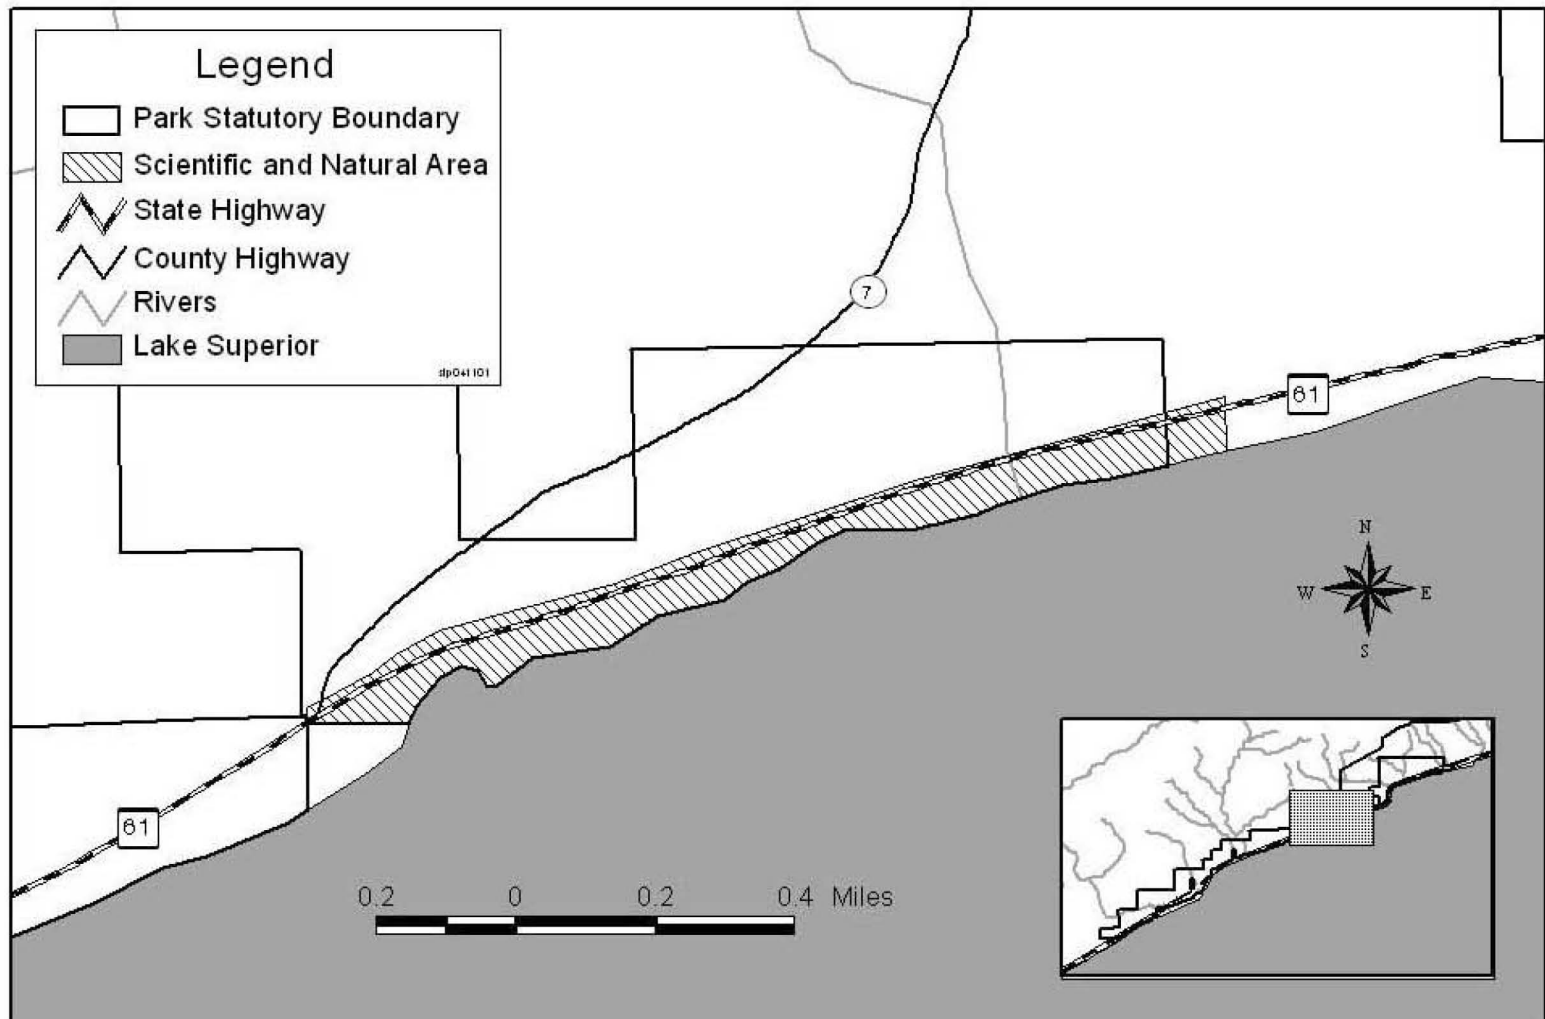 Legend
Park Statutory Boundary
Scientific and Natural Area
State Highway
County Highway
Rivers
Lake Superior
dp041101
7
61
N
W E
S
61
0.2 0 0.2 0.4 Miles